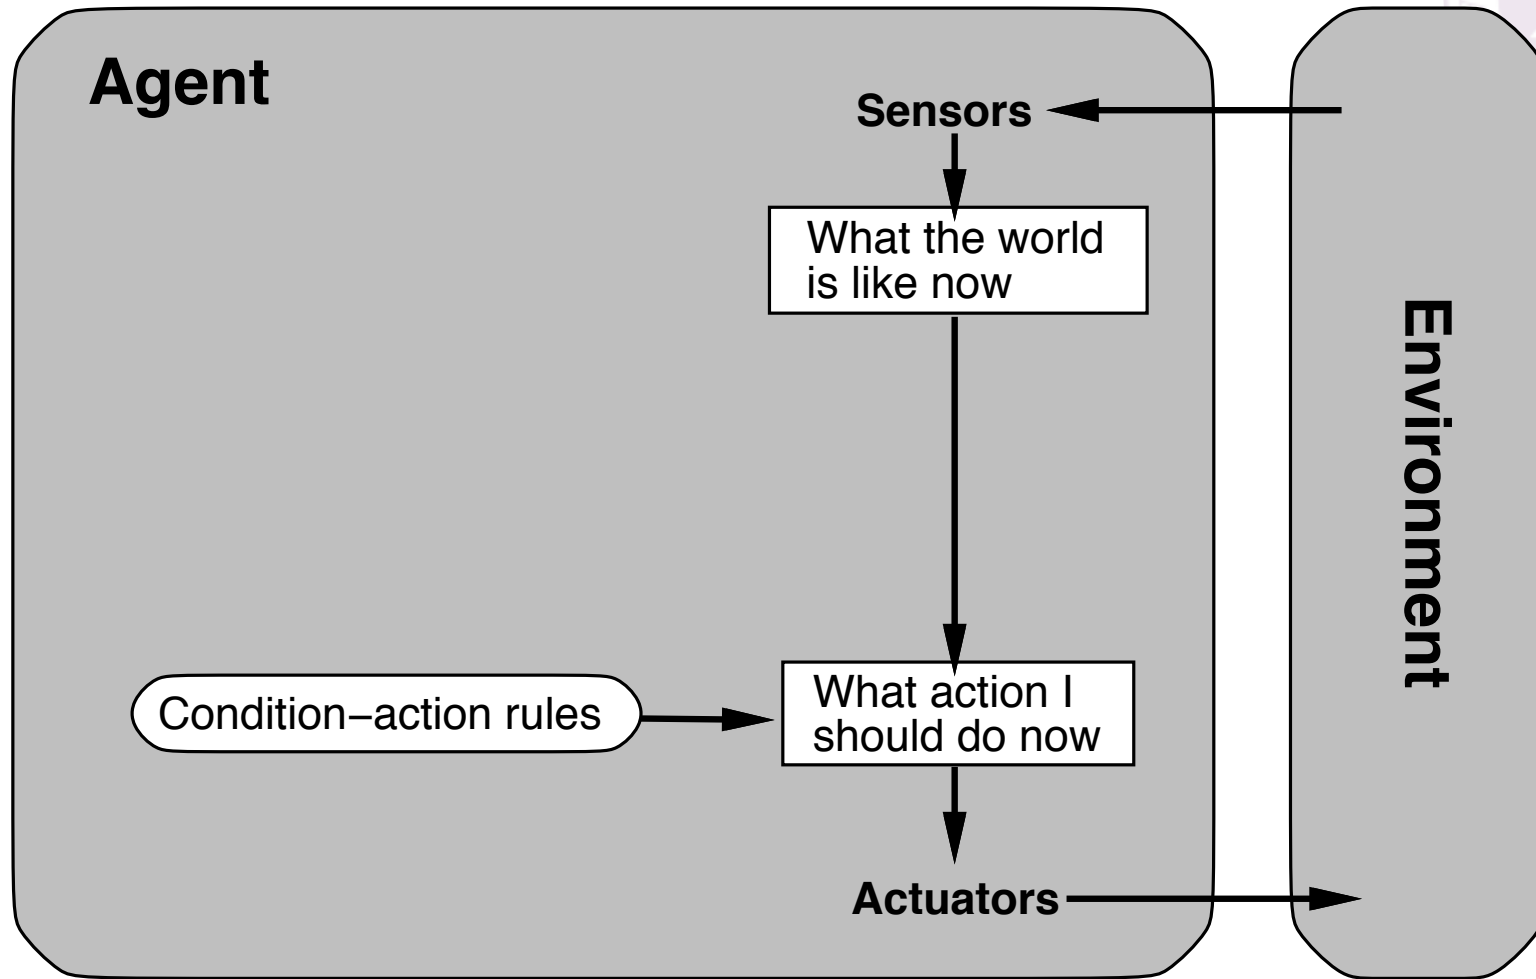 Agent
Sensors
What the world
is like now
Environment
Condition–action rules
What action I
should do now
Actuators